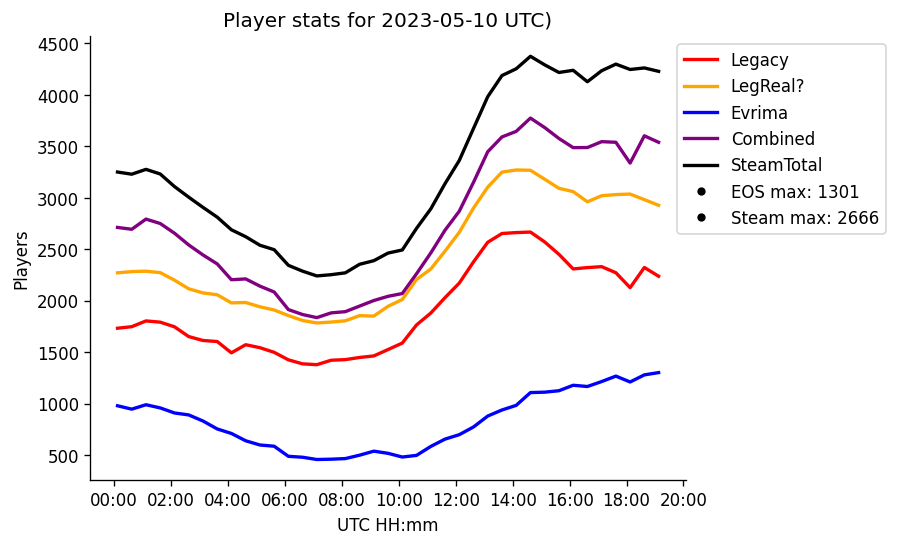 Player stats for 2023-05-10 UTC)
4500
4000
3500
3000
2500
2000
1500
1000
500
Players
00:00 02:00 04:00 06:00 08:00 10:00 12:00 14:00 16:00 18:00 20:00
UTC HH:mm
Legacy
LegReal?
Evrima
Combined
SteamTotal
EOS max: 1301
Steam max: 2666